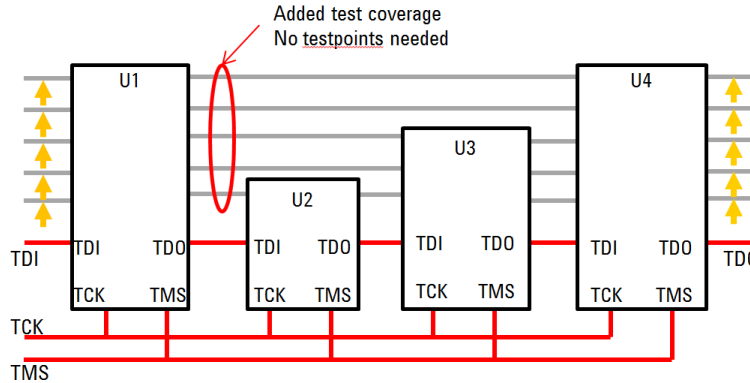 Added test coverage
No testpoints needed
U1
U4
U3
U2
TDI
TDI TDO
TDI TDO
TDI TDO
TDI TDO
TDO
TCK TMS
TCK TMS
TCK TMS
TCK TMS
TCK
TMS